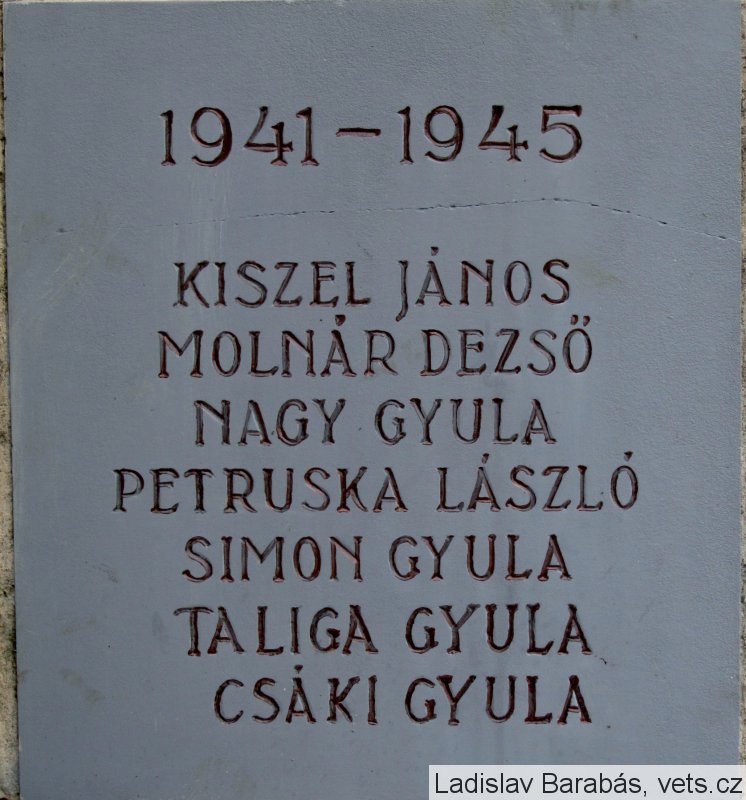 1941-1945
KISZEL JÁNOS
MOLNÁR DEZSŐ
NAGY GYULA
PETRUSKA LÁSZLÓ
SIMON GYULA
TALIGA GYULA
CSÁKI GYULA
Ladislav Barabás, vets.cz